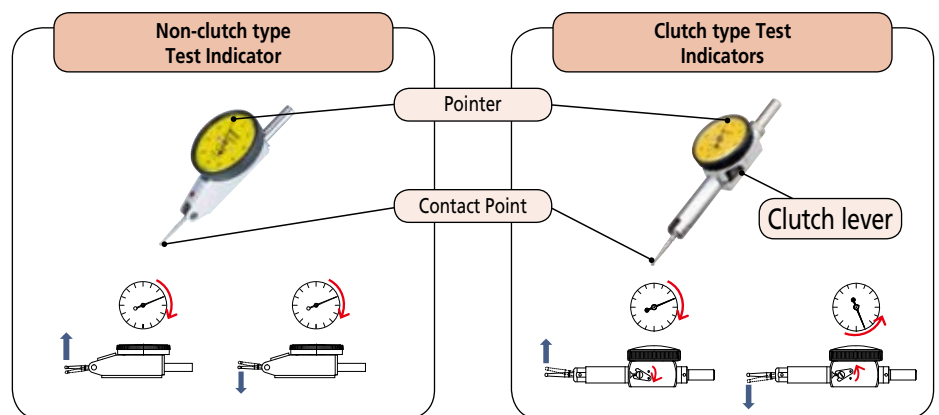 Non-clutch type
Test Indicator
Clutch type Test
Indicators
Pointer
Contact Point
Clutch lever